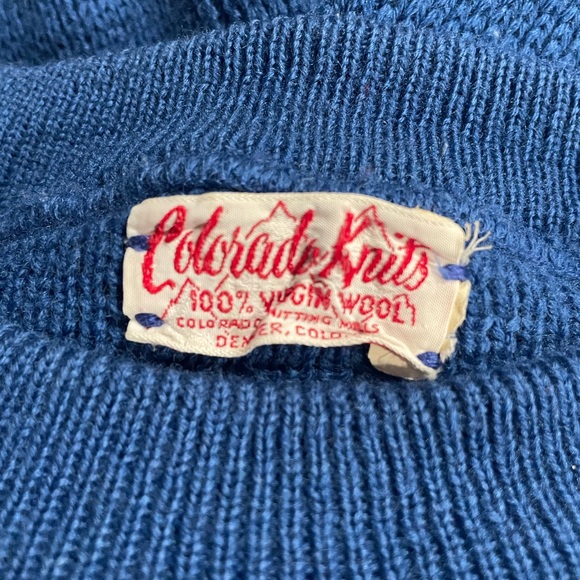 Colorado Knits
100% VIRGIN WOOL
COLORADO KNITTING MILLS
DENVER, COLO